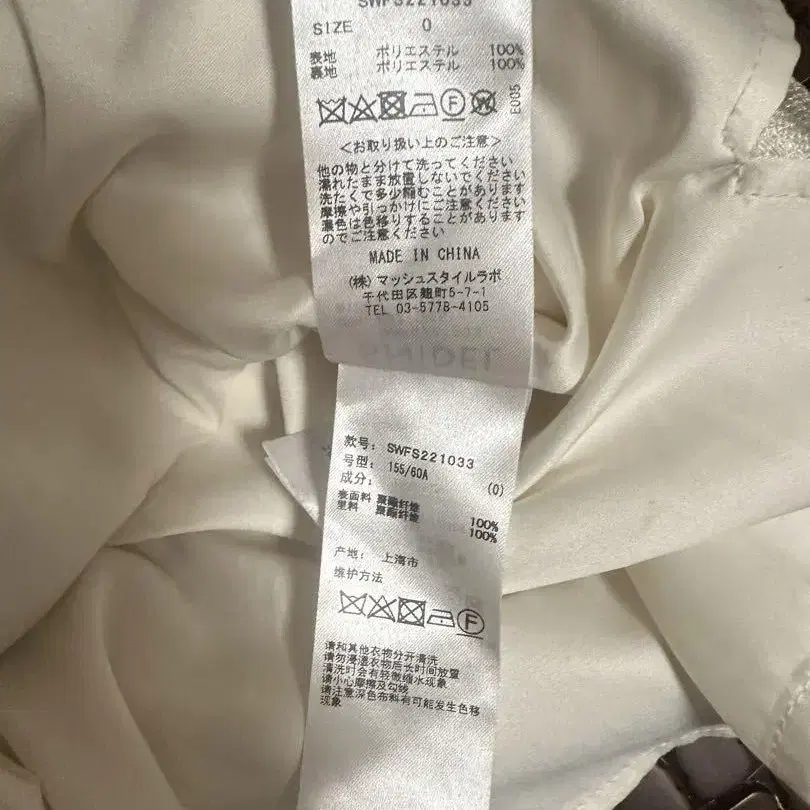 SWFS221033
SIZE 0
表地 ポリエステル 100%
裏地 ポリエステル 100%
F W
E005
<お取り扱い上のご注意>
他の物と分けて洗ってください
濡れたまま放置しないでください
洗たくで多少縮むことがあります
摩擦や引っかけにご注意ください
濃色は色移りすることがあります
のでご注意ください
MADE IN CHINA
(株)マッシュスタイルラボ
千代田区麹町5-7-1
TEL 03-5778-4105
SNIDEL
款号: SWFS221033
号型: 155/60A (0)
成分:
表面料 聚酯纤维 100%
里料 聚酯纤维 100%
产地: 上海市
维护方法
F
请和其他衣物分开清洗
请勿浸湿衣物后长时间放置
清洗时会有轻微缩水现象
请小心摩擦及勾线
请注意深色布料有可能发生色移
现象